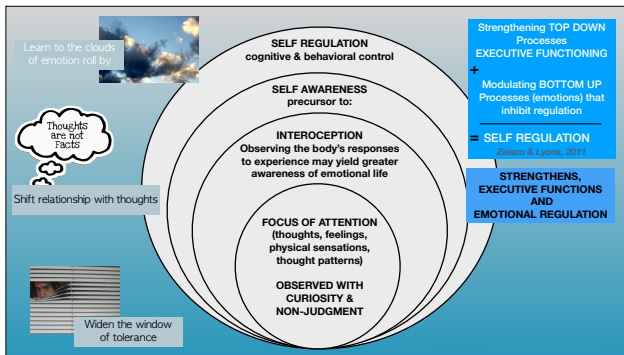 Learn to the clouds
of emotion roll by
Thoughts
are not
Facts
Shift relationship with thoughts
Widen the window
of tolerance
SELF REGULATION
cognitive & behavioral control
SELF AWARENESS
precursor to:
INTEROCEPTION
Observing the body's responses
to experience may yield greater
awareness of emotional life
FOCUS OF ATTENTION
(thoughts, feelings,
physical sensations,
thought patterns)
OBSERVED WITH
CURIOSITY &
NON-JUDGMENT
Strengthening TOP DOWN
Processes
EXECUTIVE FUNCTIONING
+
Modulating BOTTOM UP
Processes (emotions) that
inhibit regulation
= SELF REGULATION
Zelazo & Lyons, 2011
STRENGTHENS,
EXECUTIVE FUNCTIONS
AND
EMOTIONAL REGULATION